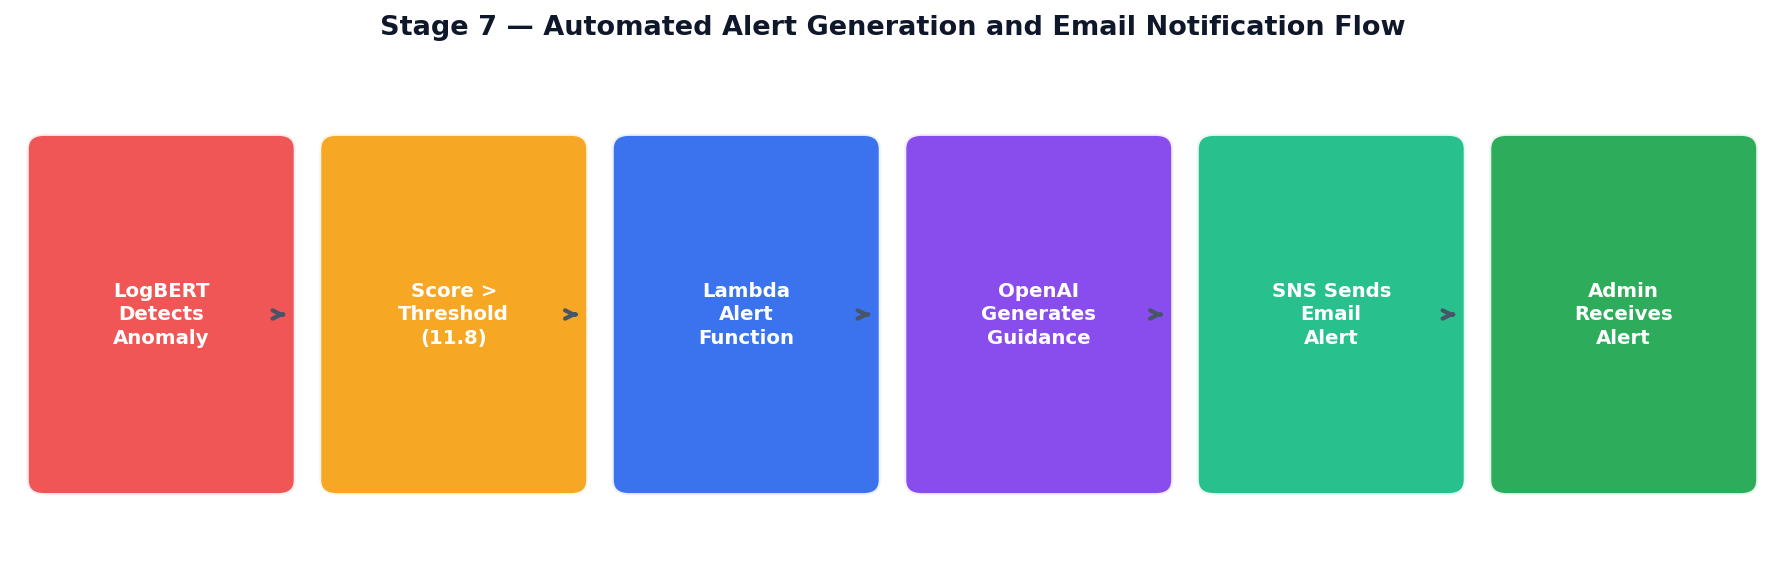 Stage 7 — Automated Alert Generation and Email Notification Flow
LogBERT
Detects
Anomaly
Score >
Threshold
(11.8)
Lambda
Alert
Function
OpenAI
Generates
Guidance
SNS Sends
Email
Alert
Admin
Receives
Alert